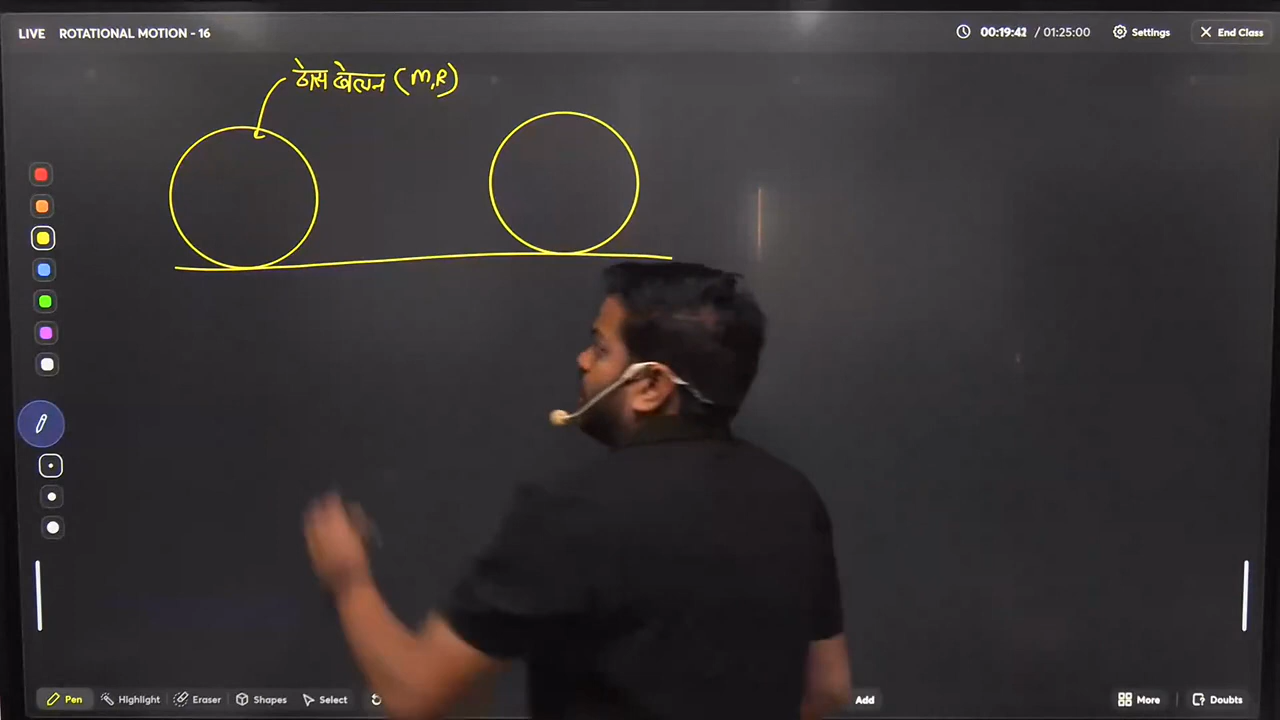 LIVE ROTATIONAL MOTION - 16
00:19:42 / 01:25:00 Settings End Class
ठोस बेलन (M,R)
Pen Highlight Eraser Shapes Select Add More Doubts